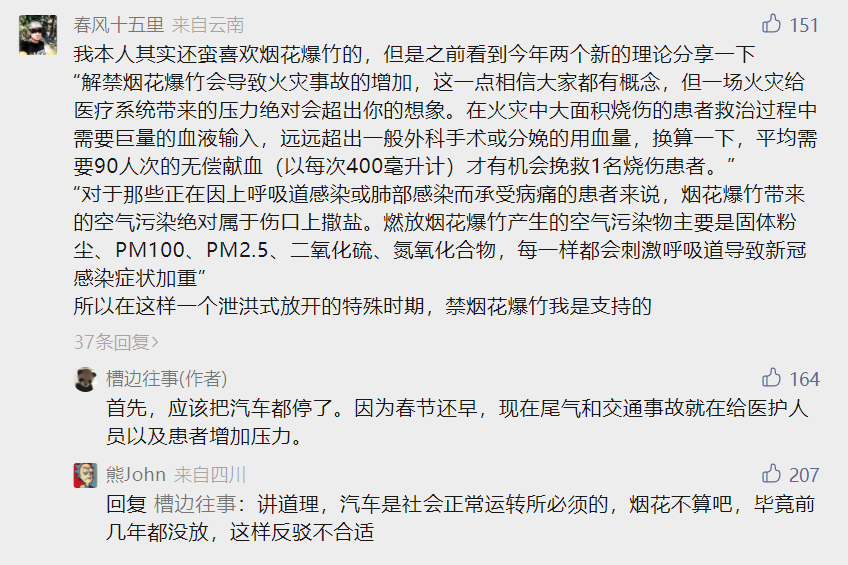 春风十五里 来自云南 151
我本人其实还蛮喜欢烟花爆竹的，但是之前看到今年两个新的理论分享一下
“解禁烟花爆竹会导致火灾事故的增加，这一点相信大家都有概念，但一场火灾给
医疗系统带来的压力绝对会超出你的想象。在火灾中大面积烧伤的患者救治过程中
需要巨量的血液输入，远远超出一般外科手术或分娩的用血量，换算一下，平均需
要90人次的无偿献血（以每次400毫升计）才有机会挽救1名烧伤患者。”
“对于那些正在因上呼吸道感染或肺部感染而承受病痛的患者来说，烟花爆竹带来
的空气污染绝对属于伤口上撒盐。燃放烟花爆竹产生的空气污染物主要是固体粉
尘、PM100、PM2.5、二氧化硫、氮氧化合物，每一样都会刺激呼吸道导致新冠
感染症状加重”
所以在这样一个泄洪式放开的特殊时期，禁烟花爆竹我是支持的
37条回复>
槽边往事(作者) 164
首先，应该把汽车都停了。因为春节还早，现在尾气和交通事故就在给医护人
员以及患者增加压力。
熊John 来自四川 207
回复 槽边往事：讲道理，汽车是社会正常运转所必须的，烟花不算吧，毕竟前
几年都没放，这样反驳不合适